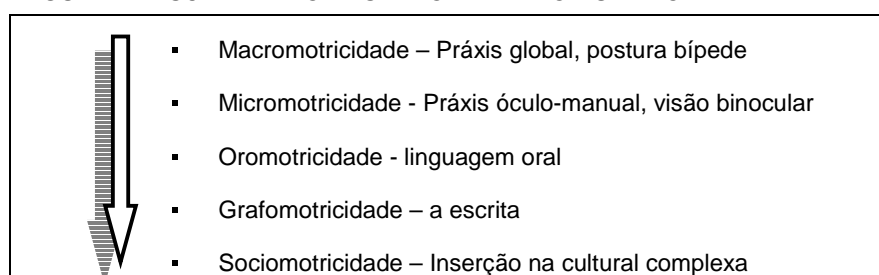 ▪ Macromotricidade – Práxis global, postura bípede
▪ Micromotricidade - Práxis óculo-manual, visão binocular
▪ Oromotricidade - linguagem oral
▪ Grafomotricidade – a escrita
▪ Sociomotricidade – Inserção na cultural complexa